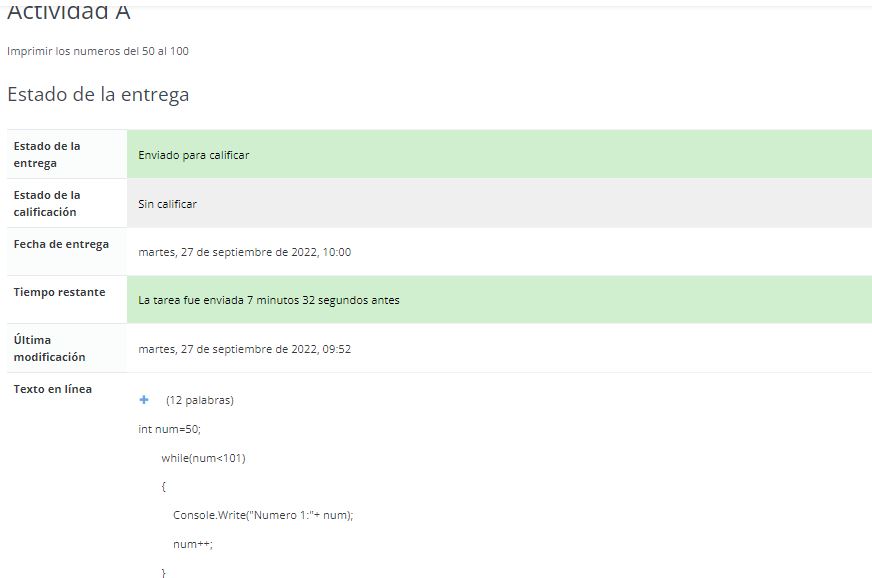 Actividad A
Imprimir los numeros del 50 al 100
Estado de la entrega
Estado de la entrega
Enviado para calificar
Estado de la calificación
Sin calificar
Fecha de entrega
martes, 27 de septiembre de 2022, 10:00
Tiempo restante
La tarea fue enviada 7 minutos 32 segundos antes
Última modificación
martes, 27 de septiembre de 2022, 09:52
Texto en línea
+ (12 palabras)
int num=50;
while(num<101)
{
Console.Write("Numero 1:"+ num);
num++;
}